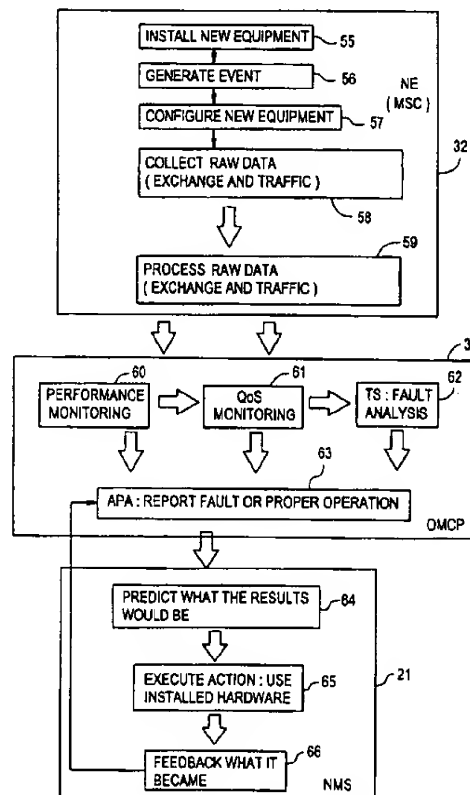 INSTALL NEW EQUIPMENT
55
GENERATE EVENT
56
NE
(MSC)
CONFIGURE NEW EQUIPMENT
57
32
COLLECT RAW DATA
(EXCHANGE AND TRAFFIC)
58
59
PROCESS RAW DATA
(EXCHANGE AND TRAFFIC)
60
61
62
PERFORMANCE
MONITORING
QoS
MONITORING
TS : FAULT
ANALYSIS
63
APA : REPORT FAULT OR PROPER OPERATION
OMCP
PREDICT WHAT THE RESULTS
WOULD BE
64
21
EXECUTE ACTION : USE
INSTALLED HARDWARE
65
FEEDBACK WHAT IT
BECAME
66
NMS